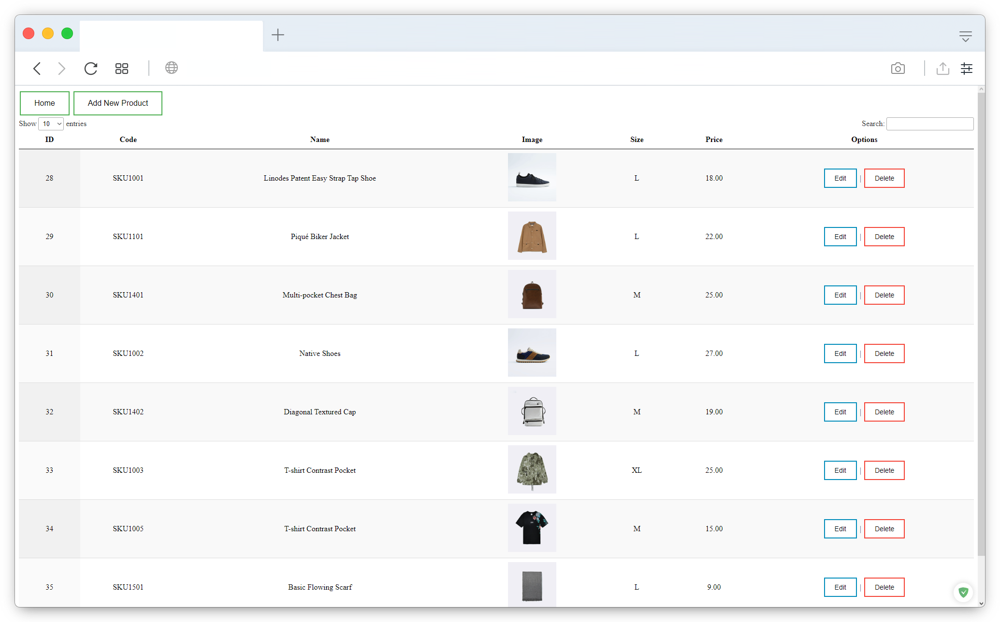 Home Add New Product
Show 10 entries Search:
ID Code Name Image Size Price Options
28 SKU1001 Linodes Patent Easy Strap Tap Shoe L 18.00 Edit | Delete
29 SKU1101 Piqué Biker Jacket L 22.00 Edit | Delete
30 SKU1401 Multi-pocket Chest Bag M 25.00 Edit | Delete
31 SKU1002 Native Shoes L 27.00 Edit | Delete
32 SKU1402 Diagonal Textured Cap M 19.00 Edit | Delete
33 SKU1003 T-shirt Contrast Pocket XL 25.00 Edit | Delete
34 SKU1005 T-shirt Contrast Pocket M 15.00 Edit | Delete
35 SKU1501 Basic Flowing Scarf L 9.00 Edit | Delete